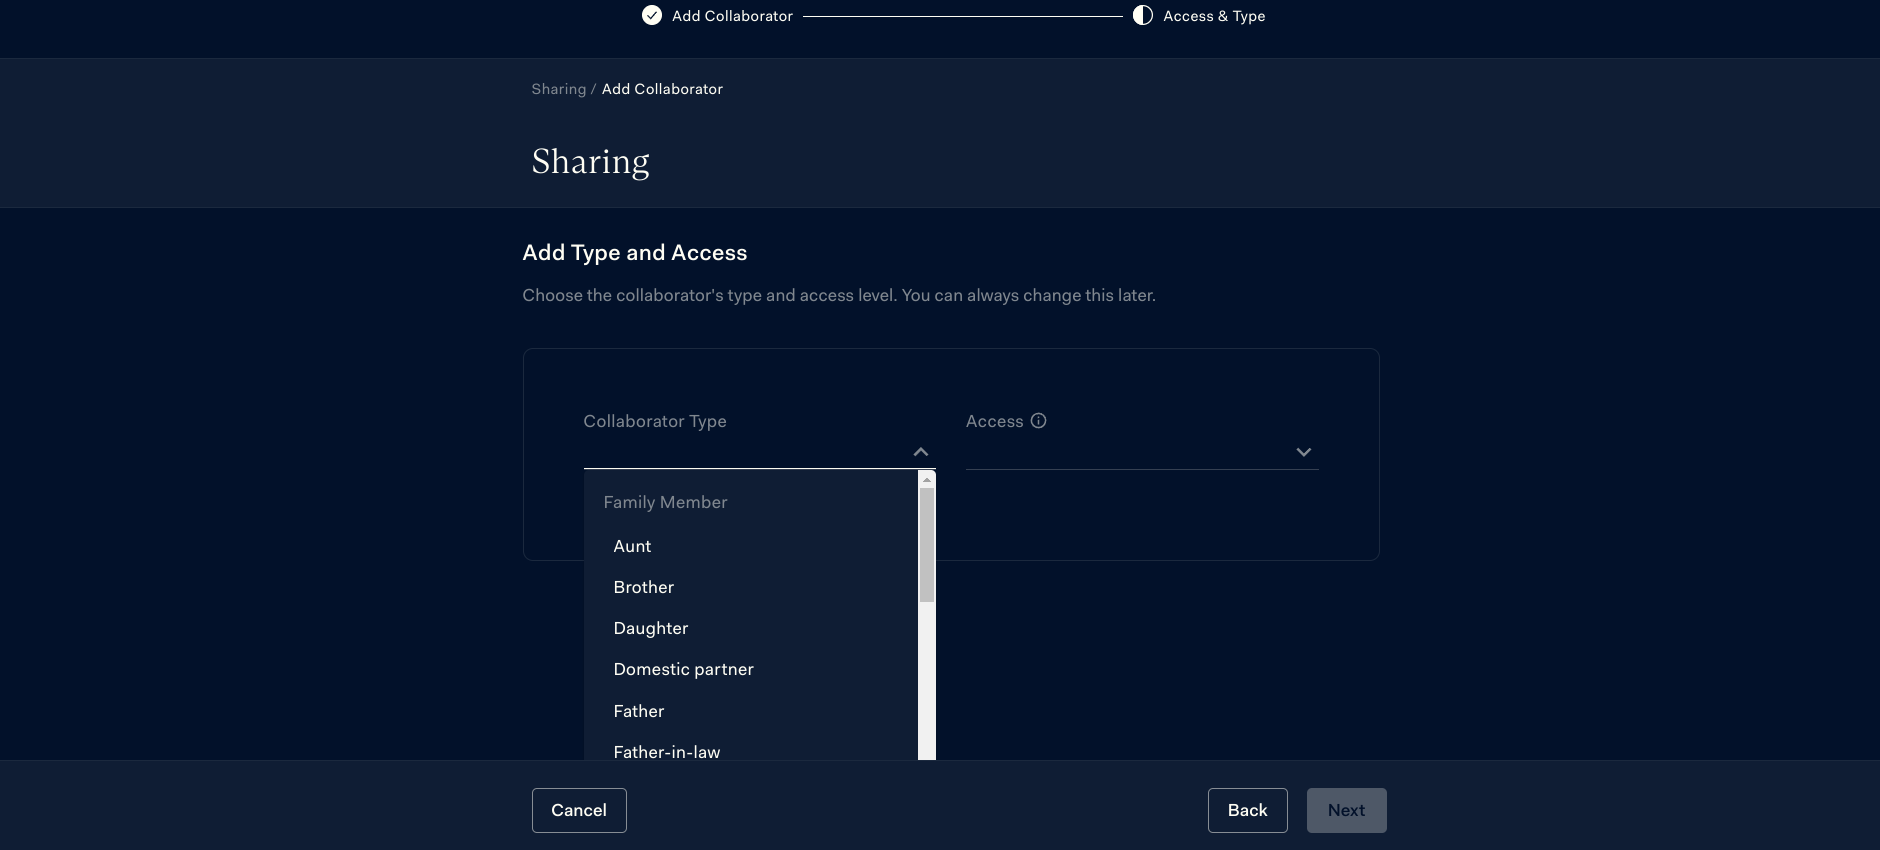 Add Collaborator
Access & Type
Sharing / Add Collaborator
Sharing
Add Type and Access
Choose the collaborator's type and access level. You can always change this later.
Collaborator Type
Access
Family Member
Aunt
Brother
Daughter
Domestic partner
Father
Father-in-law
Cancel
Back
Next